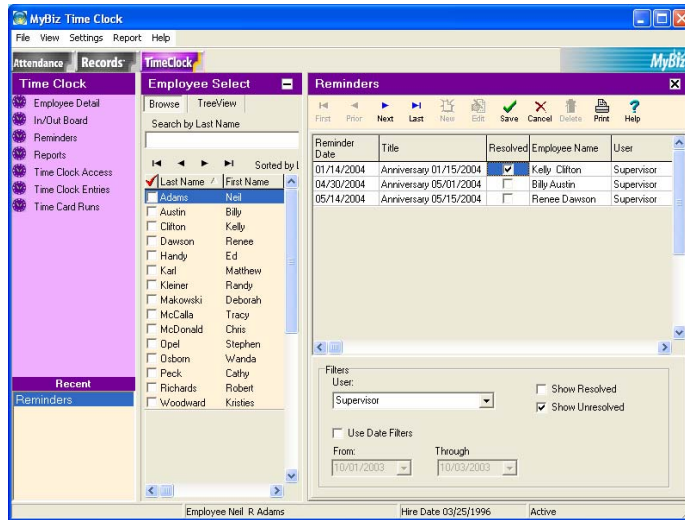 MyBiz Time Clock
File View Settings Report Help
Attendance Records TimeClock MyBiz
Time Clock
Employee Detail
In/Out Board
Reminders
Reports
Time Clock Access
Time Clock Entries
Time Card Runs
Recent
Reminders
Employee Select
Browse TreeView
Search by Last Name
Sorted by L
Last Name First Name
Adams Neil
Austin Billy
Clifton Kelly
Dawson Renee
Handy Ed
Karl Matthew
Kleiner Randy
Makowski Deborah
McCalla Tracy
McDonald Chris
Opel Stephen
Osborn Wanda
Peck Cathy
Richards Robert
Woodward Kristies
Reminders
First Prior Next Last New Edit Save Cancel Delete Print Help
Reminder Date Title Resolved Employee Name User
01/14/2004 Anniversary 01/15/2004 Kelly Clifton Supervisor
04/30/2004 Anniversary 05/01/2004 Billy Austin Supervisor
05/14/2004 Anniversary 05/15/2004 Renee Dawson Supervisor
Filters
User:
Supervisor
Show Resolved
Show Unresolved
Use Date Filters
From: Through
10/01/2003 10/03/2003
Employee Neil R Adams Hire Date 03/25/1996 Active